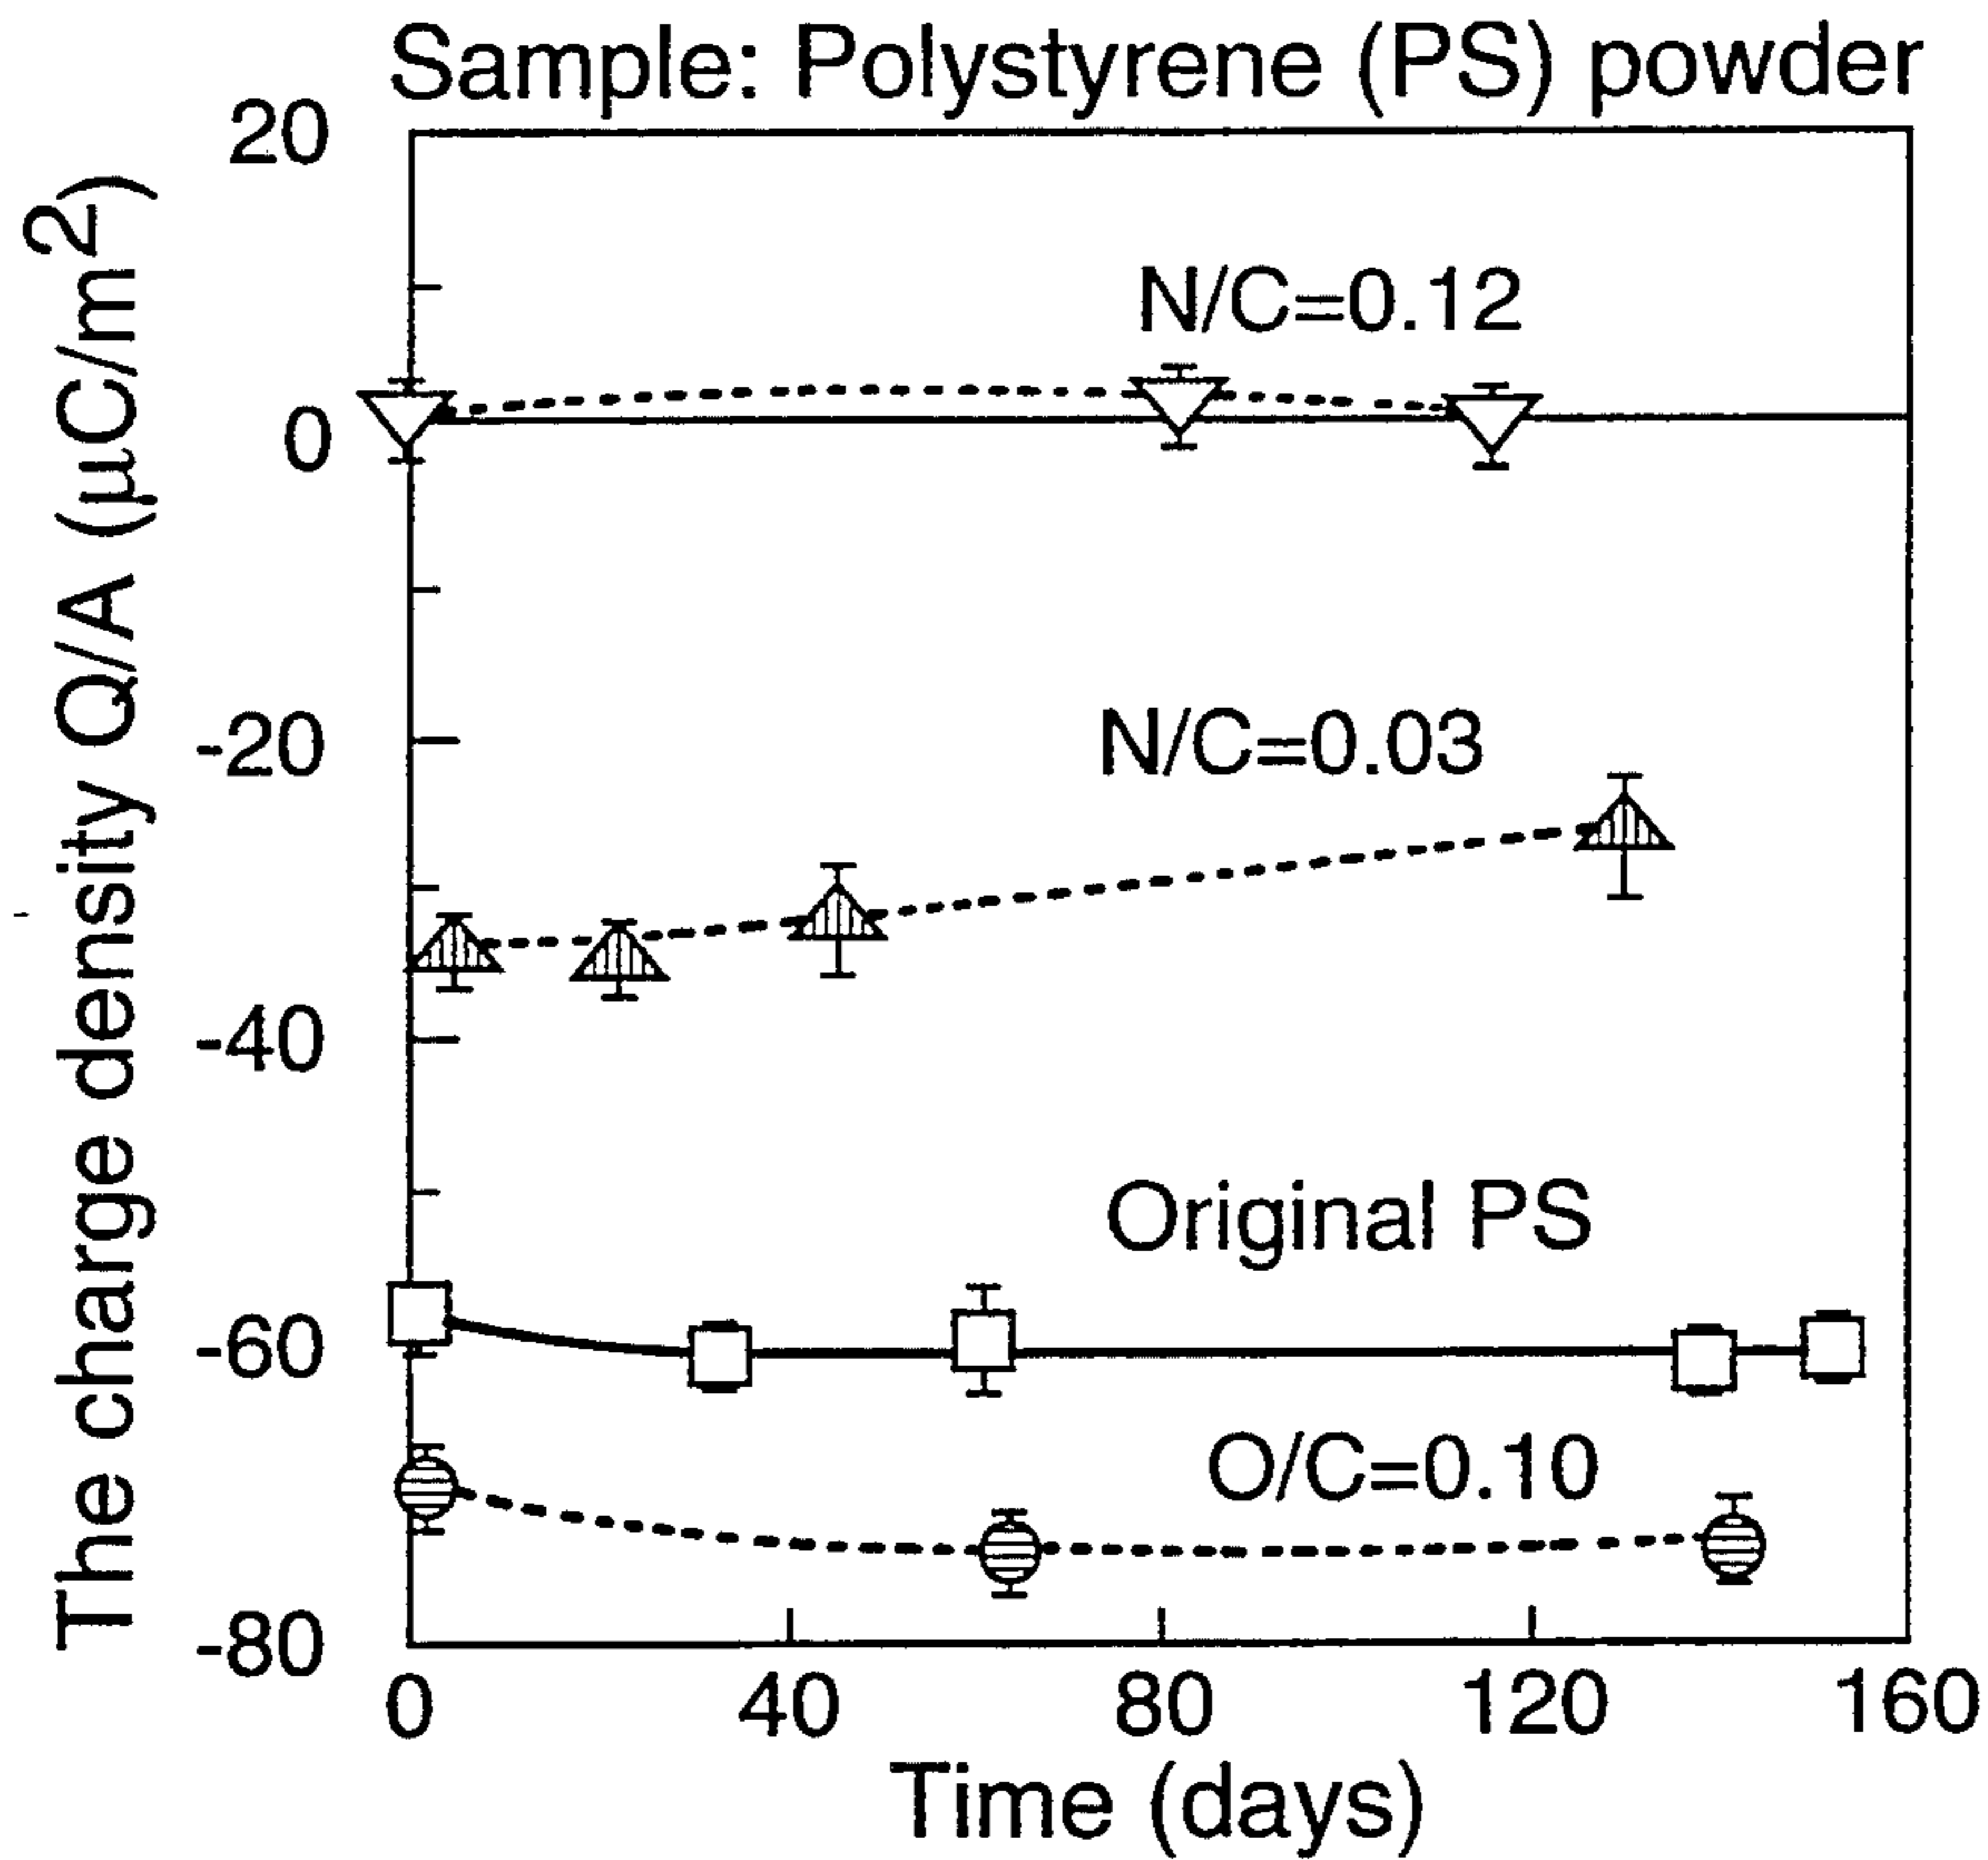 Sample: Polystyrene (PS) powder
The charge density Q/A (μC/m²)
20
0
-20
-40
-60
-80
N/C=0.12
N/C=0.03
Original PS
O/C=0.10
0 40 80 120 160
Time (days)